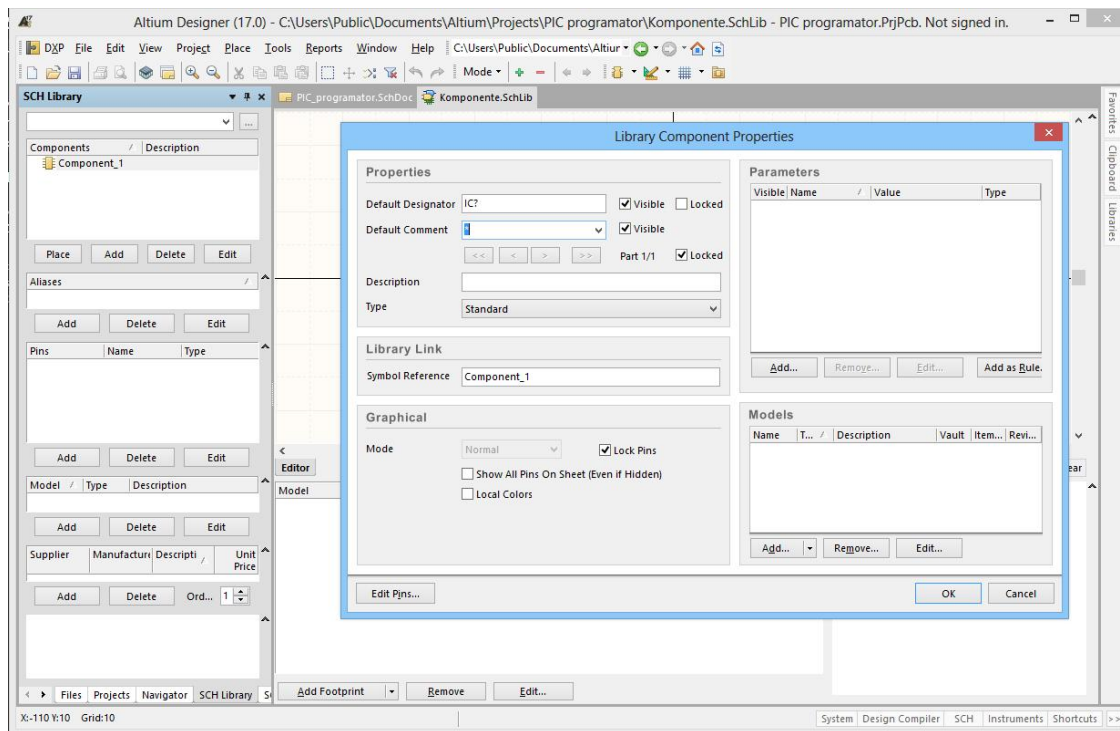 Altium Designer (17.0) - C:\Users\Public\Documents\Altium\Projects\PIC programator\Komponente.SchLib - PIC programator.PrjPcb. Not signed in.
DXP File Edit View Project Place Tools Reports Window Help C:\Users\Public\Documents\Altiur
Mode
SCH Library
PIC_programator.SchDoc Komponente.SchLib
...
Components / Description
Component_1
Place Add Delete Edit
Aliases /
Add Delete Edit
Pins Name Type
Add Delete Edit
Model / Type Description
Add Delete Edit
Supplier Manufacture Descripti / Unit Price
Add Delete Ord... 1
Files Projects Navigator SCH Library
Editor
Model
Add Footprint Remove Edit...
Library Component Properties
Properties
Default Designator IC? Visible Locked
Default Comment * Visible
<< < > >> Part 1/1 Locked
Description
Type Standard
Library Link
Symbol Reference Component_1
Graphical
Mode Normal Lock Pins
Show All Pins On Sheet (Even if Hidden)
Local Colors
Parameters
Visible Name / Value Type
Add... Remove... Edit... Add as Rule.
Models
Name T... / Description Vault Item... Revi...
Add... Remove... Edit...
Edit Pins... OK Cancel
ear
Favorites
Clipboard
Libraries
X:-110 Y:10 Grid:10
System Design Compiler SCH Instruments Shortcuts >>